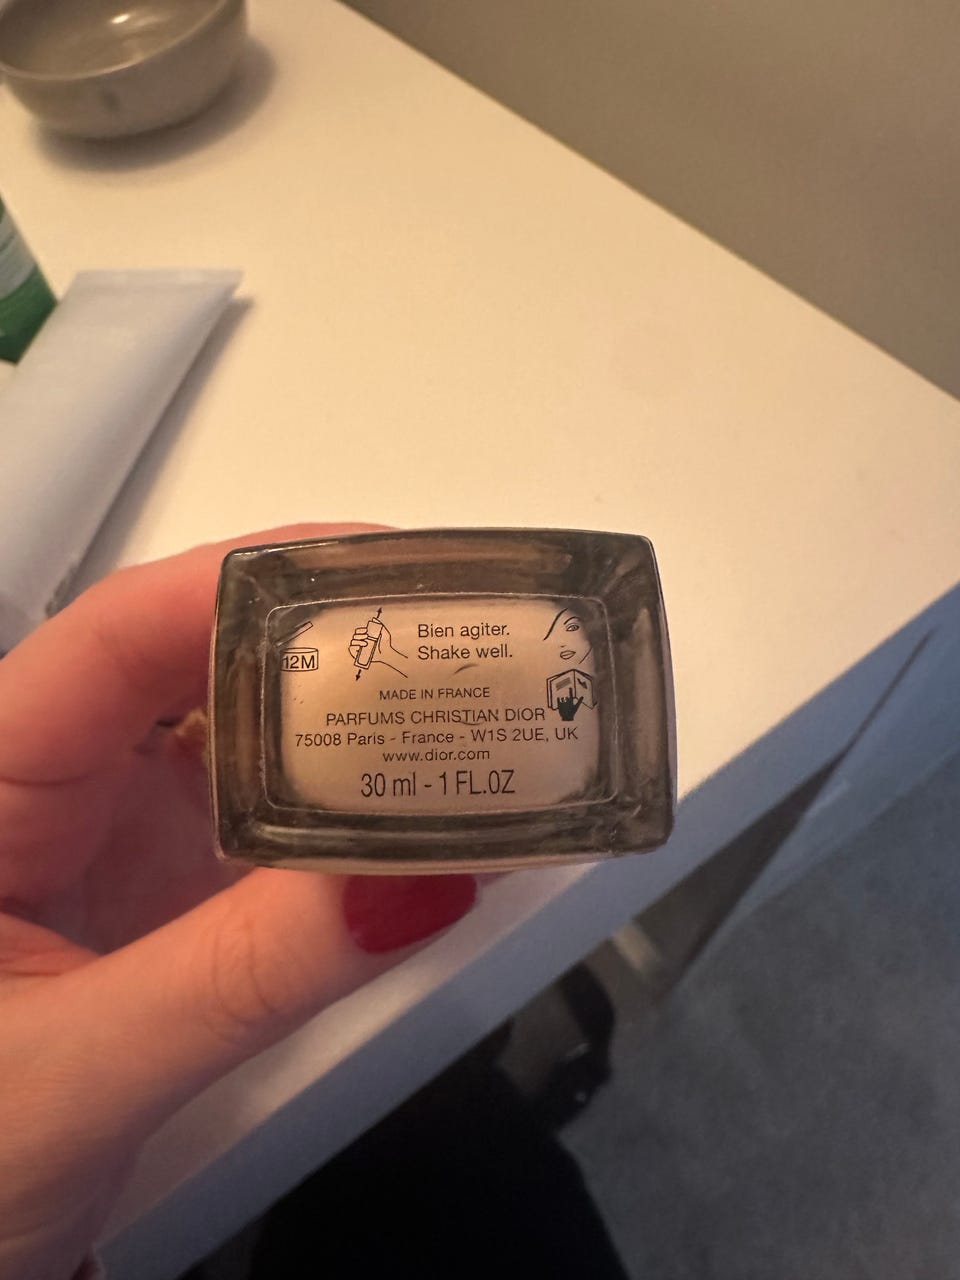 12M
Bien agiter.
Shake well.
MADE IN FRANCE
PARFUMS CHRISTIAN DIOR
75008 Paris - France - W1S 2UE, UK
www.dior.com
30 ml - 1 FL.OZ